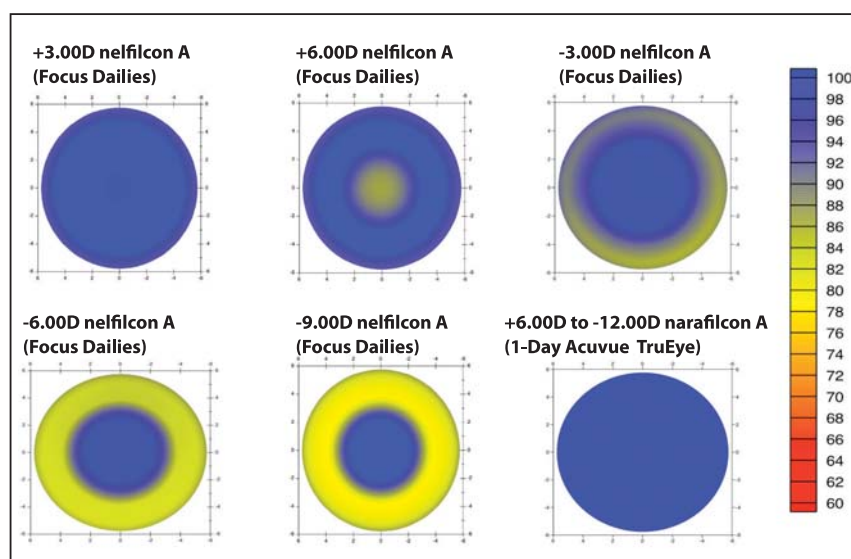 +3.00D nelfilcon A
(Focus Dailies)
+6.00D nelfilcon A
(Focus Dailies)
-3.00D nelfilcon A
(Focus Dailies)
-6.00D nelfilcon A
(Focus Dailies)
-9.00D nelfilcon A
(Focus Dailies)
+6.00D to -12.00D narafilcon A
(1-Day Acuvue TruEye)
100
98
96
94
92
90
88
86
84
82
80
78
76
74
72
70
68
66
64
62
60